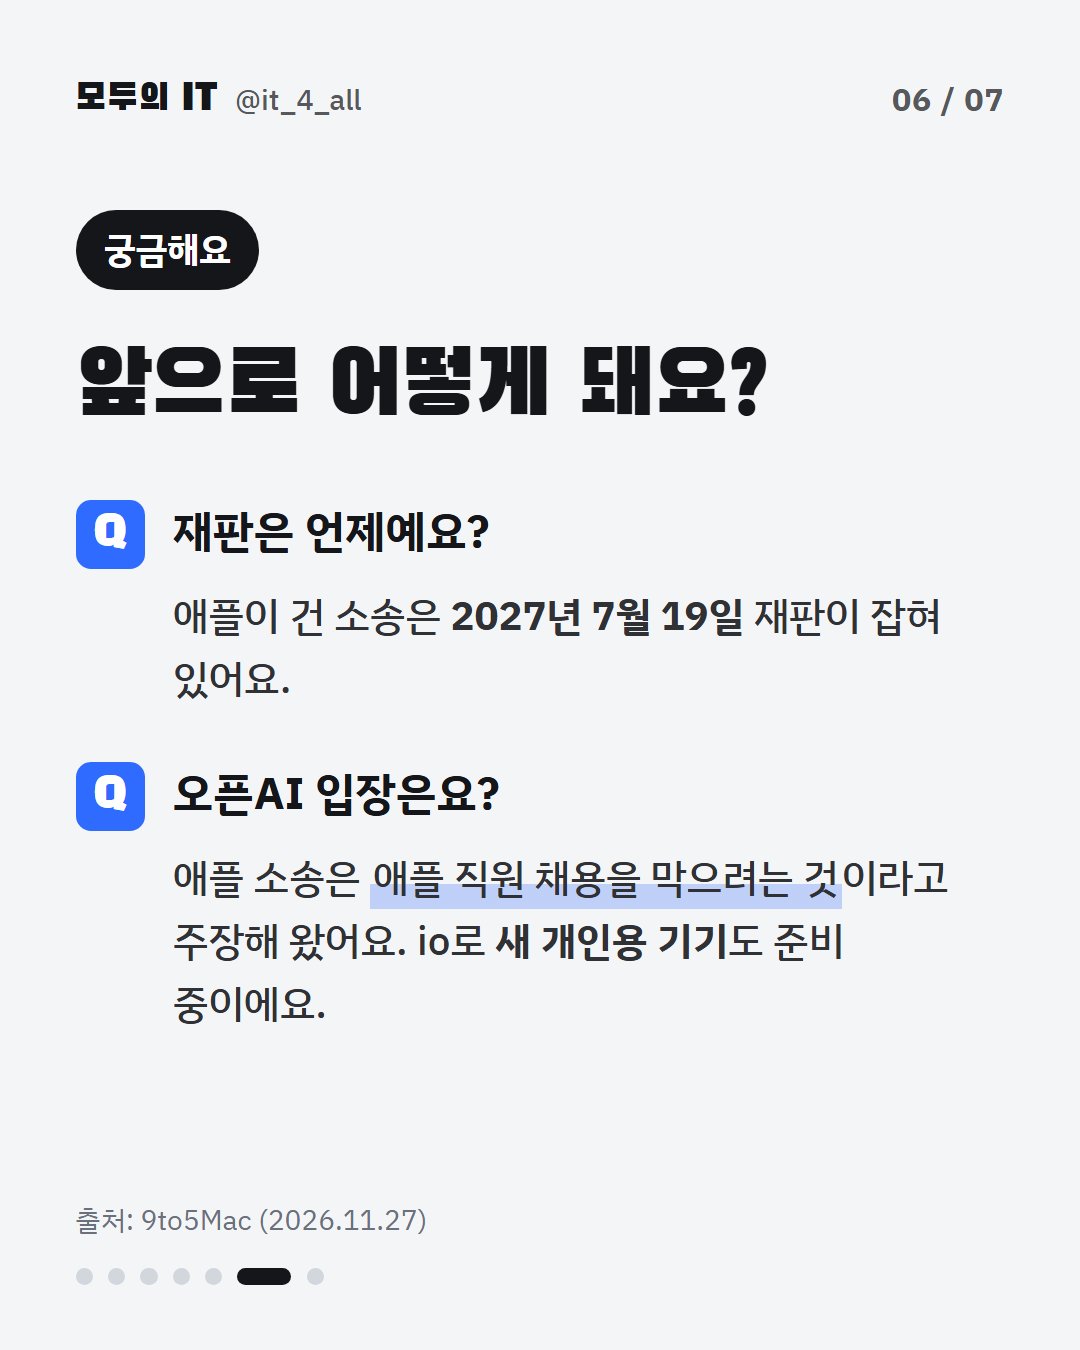 모두의 IT @it_4_all 06 / 07
궁금해요
앞으로 어떻게 돼요?
Q 재판은 언제예요?
애플이 건 소송은 2027년 7월 19일 재판이 잡혀
있어요.
Q 오픈AI 입장은요?
애플 소송은 애플 직원 채용을 막으려는 것이라고
주장해 왔어요. io로 새 개인용 기기도 준비
중이에요.
출처: 9to5Mac (2026.11.27)